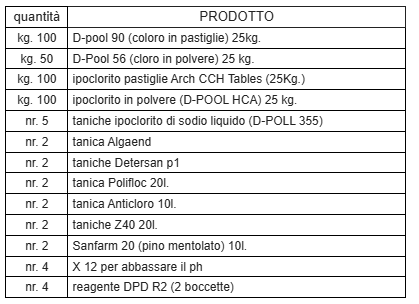 quantità PRODOTTO
kg. 100 D-pool 90 (coloro in pastiglie) 25kg.
kg. 50 D-Pool 56 (cloro in polvere) 25 kg.
kg. 100 ipoclorito pastiglie Arch CCH Tables (25Kg.)
kg. 100 ipoclorito in polvere (D-POOL HCA) 25 kg.
nr. 5 taniche ipoclorito di sodio liquido (D-POLL 355)
nr. 2 tanica Algaend
nr. 2 taniche Detersan p1
nr. 2 tanica Polifloc 20l.
nr. 2 tanica Anticloro 10l.
nr. 2 taniche Z40 20l.
nr. 2 Sanfarm 20 (pino mentolato) 10l.
nr. 4 X 12 per abbassare il ph
nr. 4 reagente DPD R2 (2 boccette)